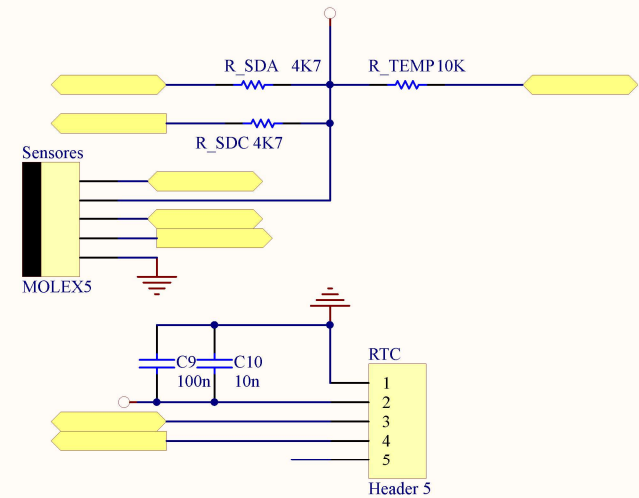 R_SDA 4K7
R_TEMP 10K
R_SDC 4K7
Sensores
MOLEX5
RTC
C9
100n
C10
10n
1
2
3
4
5
Header 5